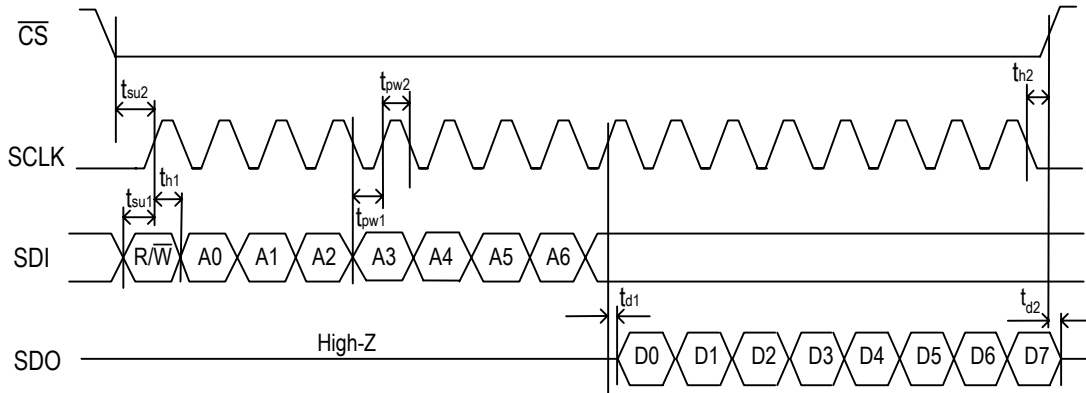 CS
tsu2
tpw2
th2
SCLK
tsu1
th1
tpw1
SDI
R/W A0 A1 A2 A3 A4 A5 A6
td1
td2
SDO
High-Z
D0 D1 D2 D3 D4 D5 D6 D7